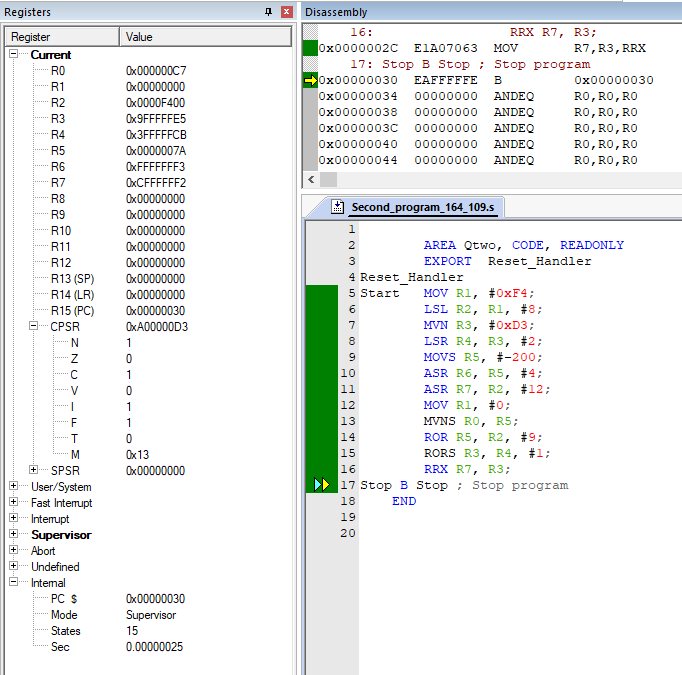 Registers
Register Value
Current
R0 0x000000C7
R1 0x00000000
R2 0x0000F400
R3 0x9FFFFFE5
R4 0x3FFFFFCB
R5 0x0000007A
R6 0xFFFFFFF3
R7 0xCFFFFFF2
R8 0x00000000
R9 0x00000000
R10 0x00000000
R11 0x00000000
R12 0x00000000
R13 (SP) 0x00000000
R14 (LR) 0x00000000
R15 (PC) 0x00000030
CPSR 0xA00000D3
N 1
Z 0
C 1
V 0
I 1
F 1
T 0
M 0x13
SPSR 0x00000000
User/System
Fast Interrupt
Interrupt
Supervisor
Abort
Undefined
Internal
PC $ 0x00000030
Mode Supervisor
States 15
Sec 0.00000025
Disassembly
16: RRX R7, R3;
0x0000002C E1A07063 MOV R7,R3,RRX
17: Stop B Stop ; Stop program
0x00000030 EAFFFFFE B 0x00000030
0x00000034 00000000 ANDEQ R0,R0,R0
0x00000038 00000000 ANDEQ R0,R0,R0
0x0000003C 00000000 ANDEQ R0,R0,R0
0x00000040 00000000 ANDEQ R0,R0,R0
0x00000044 00000000 ANDEQ R0,R0,R0
Second_program_164_109.s
1
2 AREA Qtwo, CODE, READONLY
3 EXPORT Reset_Handler
4 Reset_Handler
5 Start MOV R1, #0xF4;
6 LSL R2, R1, #8;
7 MVN R3, #0xD3;
8 LSR R4, R3, #2;
9 MOVS R5, #-200;
10 ASR R6, R5, #4;
11 ASR R7, R2, #12;
12 MOV R1, #0;
13 MVNS R0, R5;
14 ROR R5, R2, #9;
15 RORS R3, R4, #1;
16 RRX R7, R3;
17 Stop B Stop ; Stop program
18 END
19
20